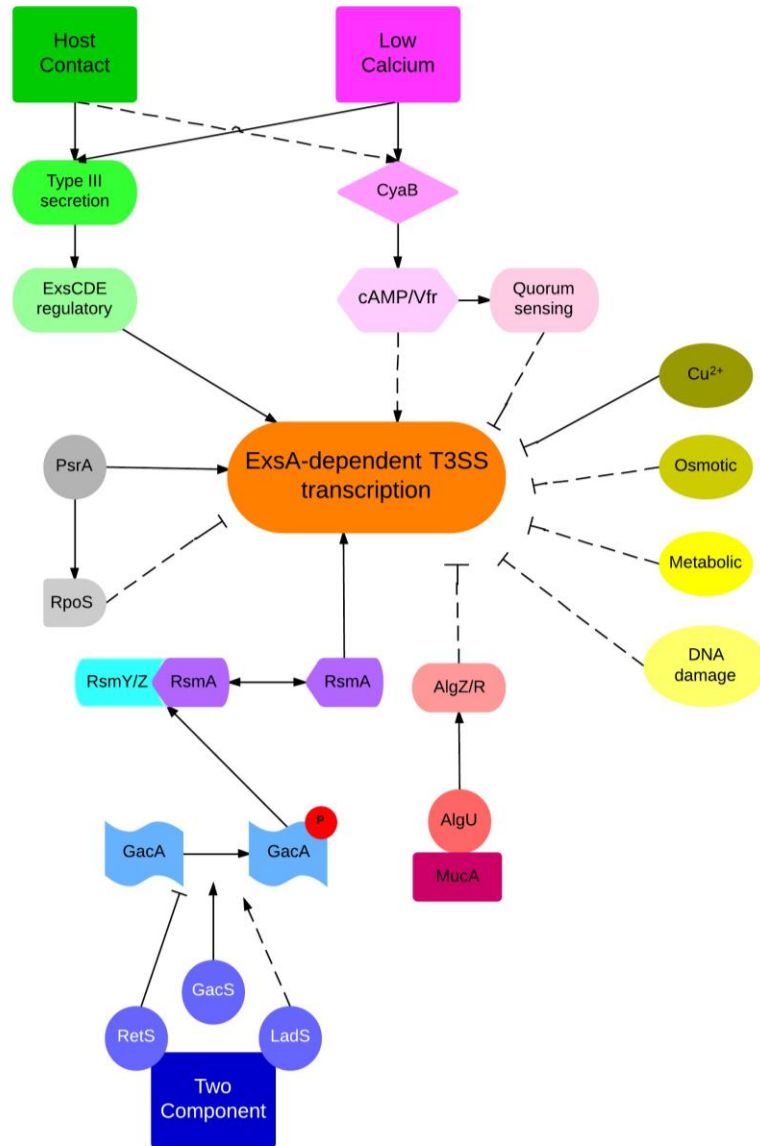 Host
Contact
Low
Calcium
Type III
secretion
CyaB
ExsCDE
regulatory
cAMP/Vfr
Quorum
sensing
Cu²⁺
PsrA
ExsA-dependent T3SS
transcription
Osmotic
Metabolic
RpoS
DNA
damage
RsmY/Z
RsmA
RsmA
AlgZ/R
P
GacA
GacA
AlgU
MucA
GacS
RetS
LadS
Two
Component